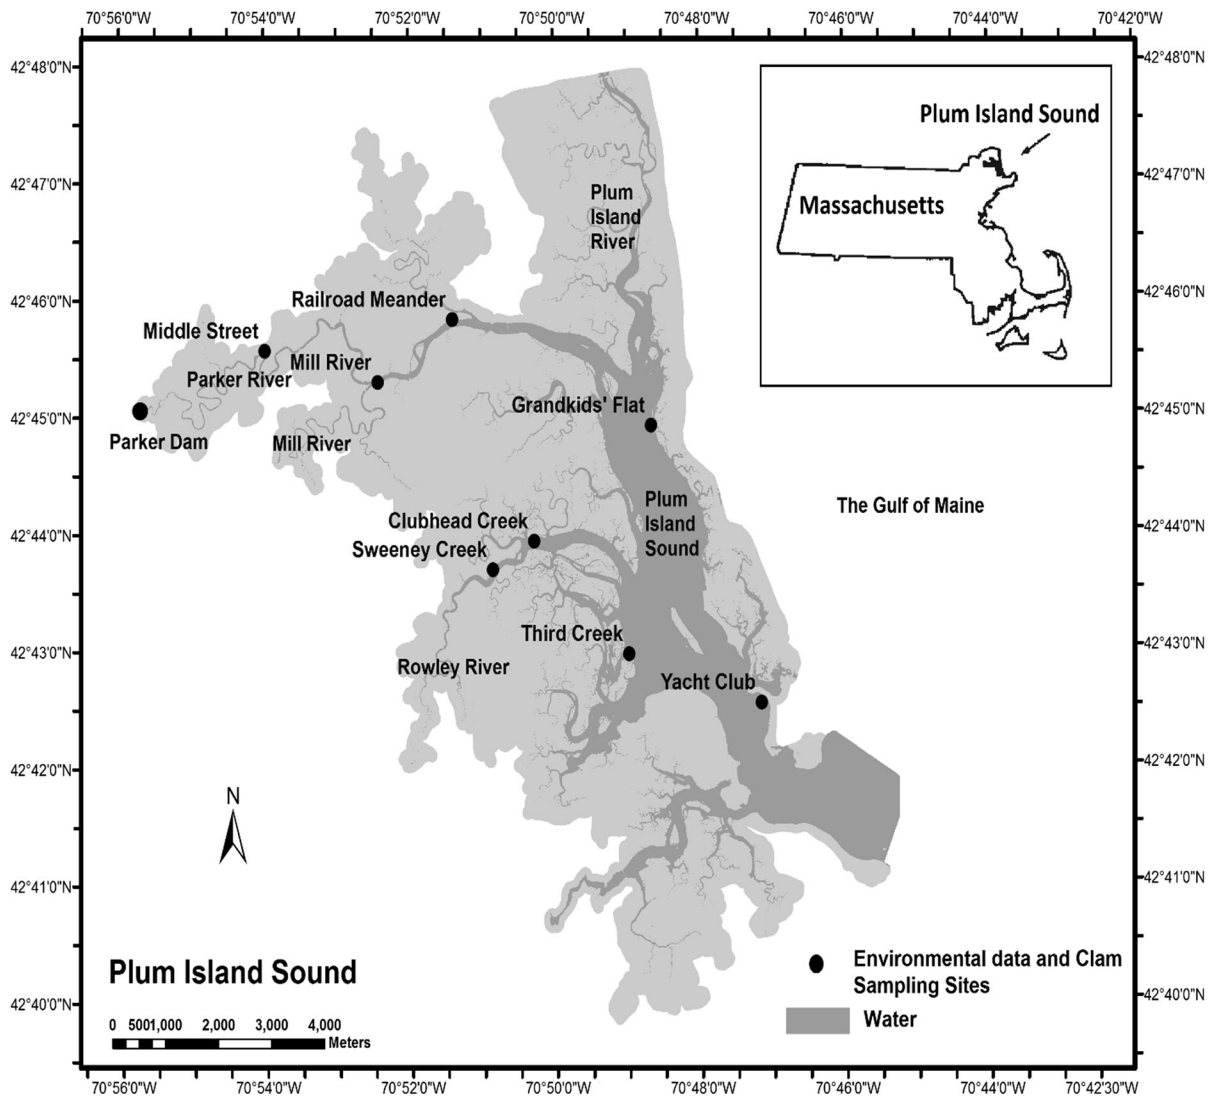 70°56'0"W 70°54'0"W 70°52'0"W 70°50'0"W 70°48'0"W 70°46'0"W 70°44'0"W 70°42'0"W
42°48'0"N
42°47'0"N
42°46'0"N
42°45'0"N
42°44'0"N
42°43'0"N
42°42'0"N
42°41'0"N
42°40'0"N
Plum Island Sound
Massachusetts
Plum
Island
River
Railroad Meander
Middle Street
Mill River
Parker River
Grandkids' Flat
Parker Dam
Mill River
Plum
Island
Sound
The Gulf of Maine
Clubhead Creek
Sweeney Creek
Third Creek
Rowley River
Yacht Club
N
Plum Island Sound
0 500 1,000 2,000 3,000 4,000
Meters
Environmental data and Clam
Sampling Sites
Water
42°48'0"N
42°47'0"N
42°46'0"N
42°45'0"N
42°44'0"N
42°43'0"N
42°42'0"N
42°41'0"N
42°40'0"N
70°56'0"W 70°54'0"W 70°52'0"W 70°50'0"W 70°48'0"W 70°46'0"W 70°44'0"W 70°42'30"W